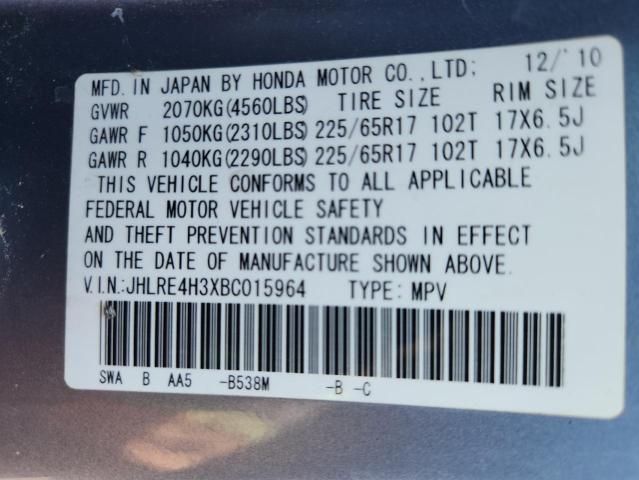 MFD. IN JAPAN BY HONDA MOTOR CO.,LTD; 12/'10
GVWR 2070KG(4560LBS) TIRE SIZE RIM SIZE
GAWR F 1050KG(2310LBS) 225/65R17 102T 17X6.5J
GAWR R 1040KG(2290LBS) 225/65R17 102T 17X6.5J
THIS VEHICLE CONFORMS TO ALL APPLICABLE
FEDERAL MOTOR VEHICLE SAFETY
AND THEFT PREVENTION STANDARDS IN EFFECT
ON THE DATE OF MANUFACTURE SHOWN ABOVE.
V.I.N.:JHLRE4H3XBC015964 TYPE: MPV
SWA B AA5 -B538M -B -C